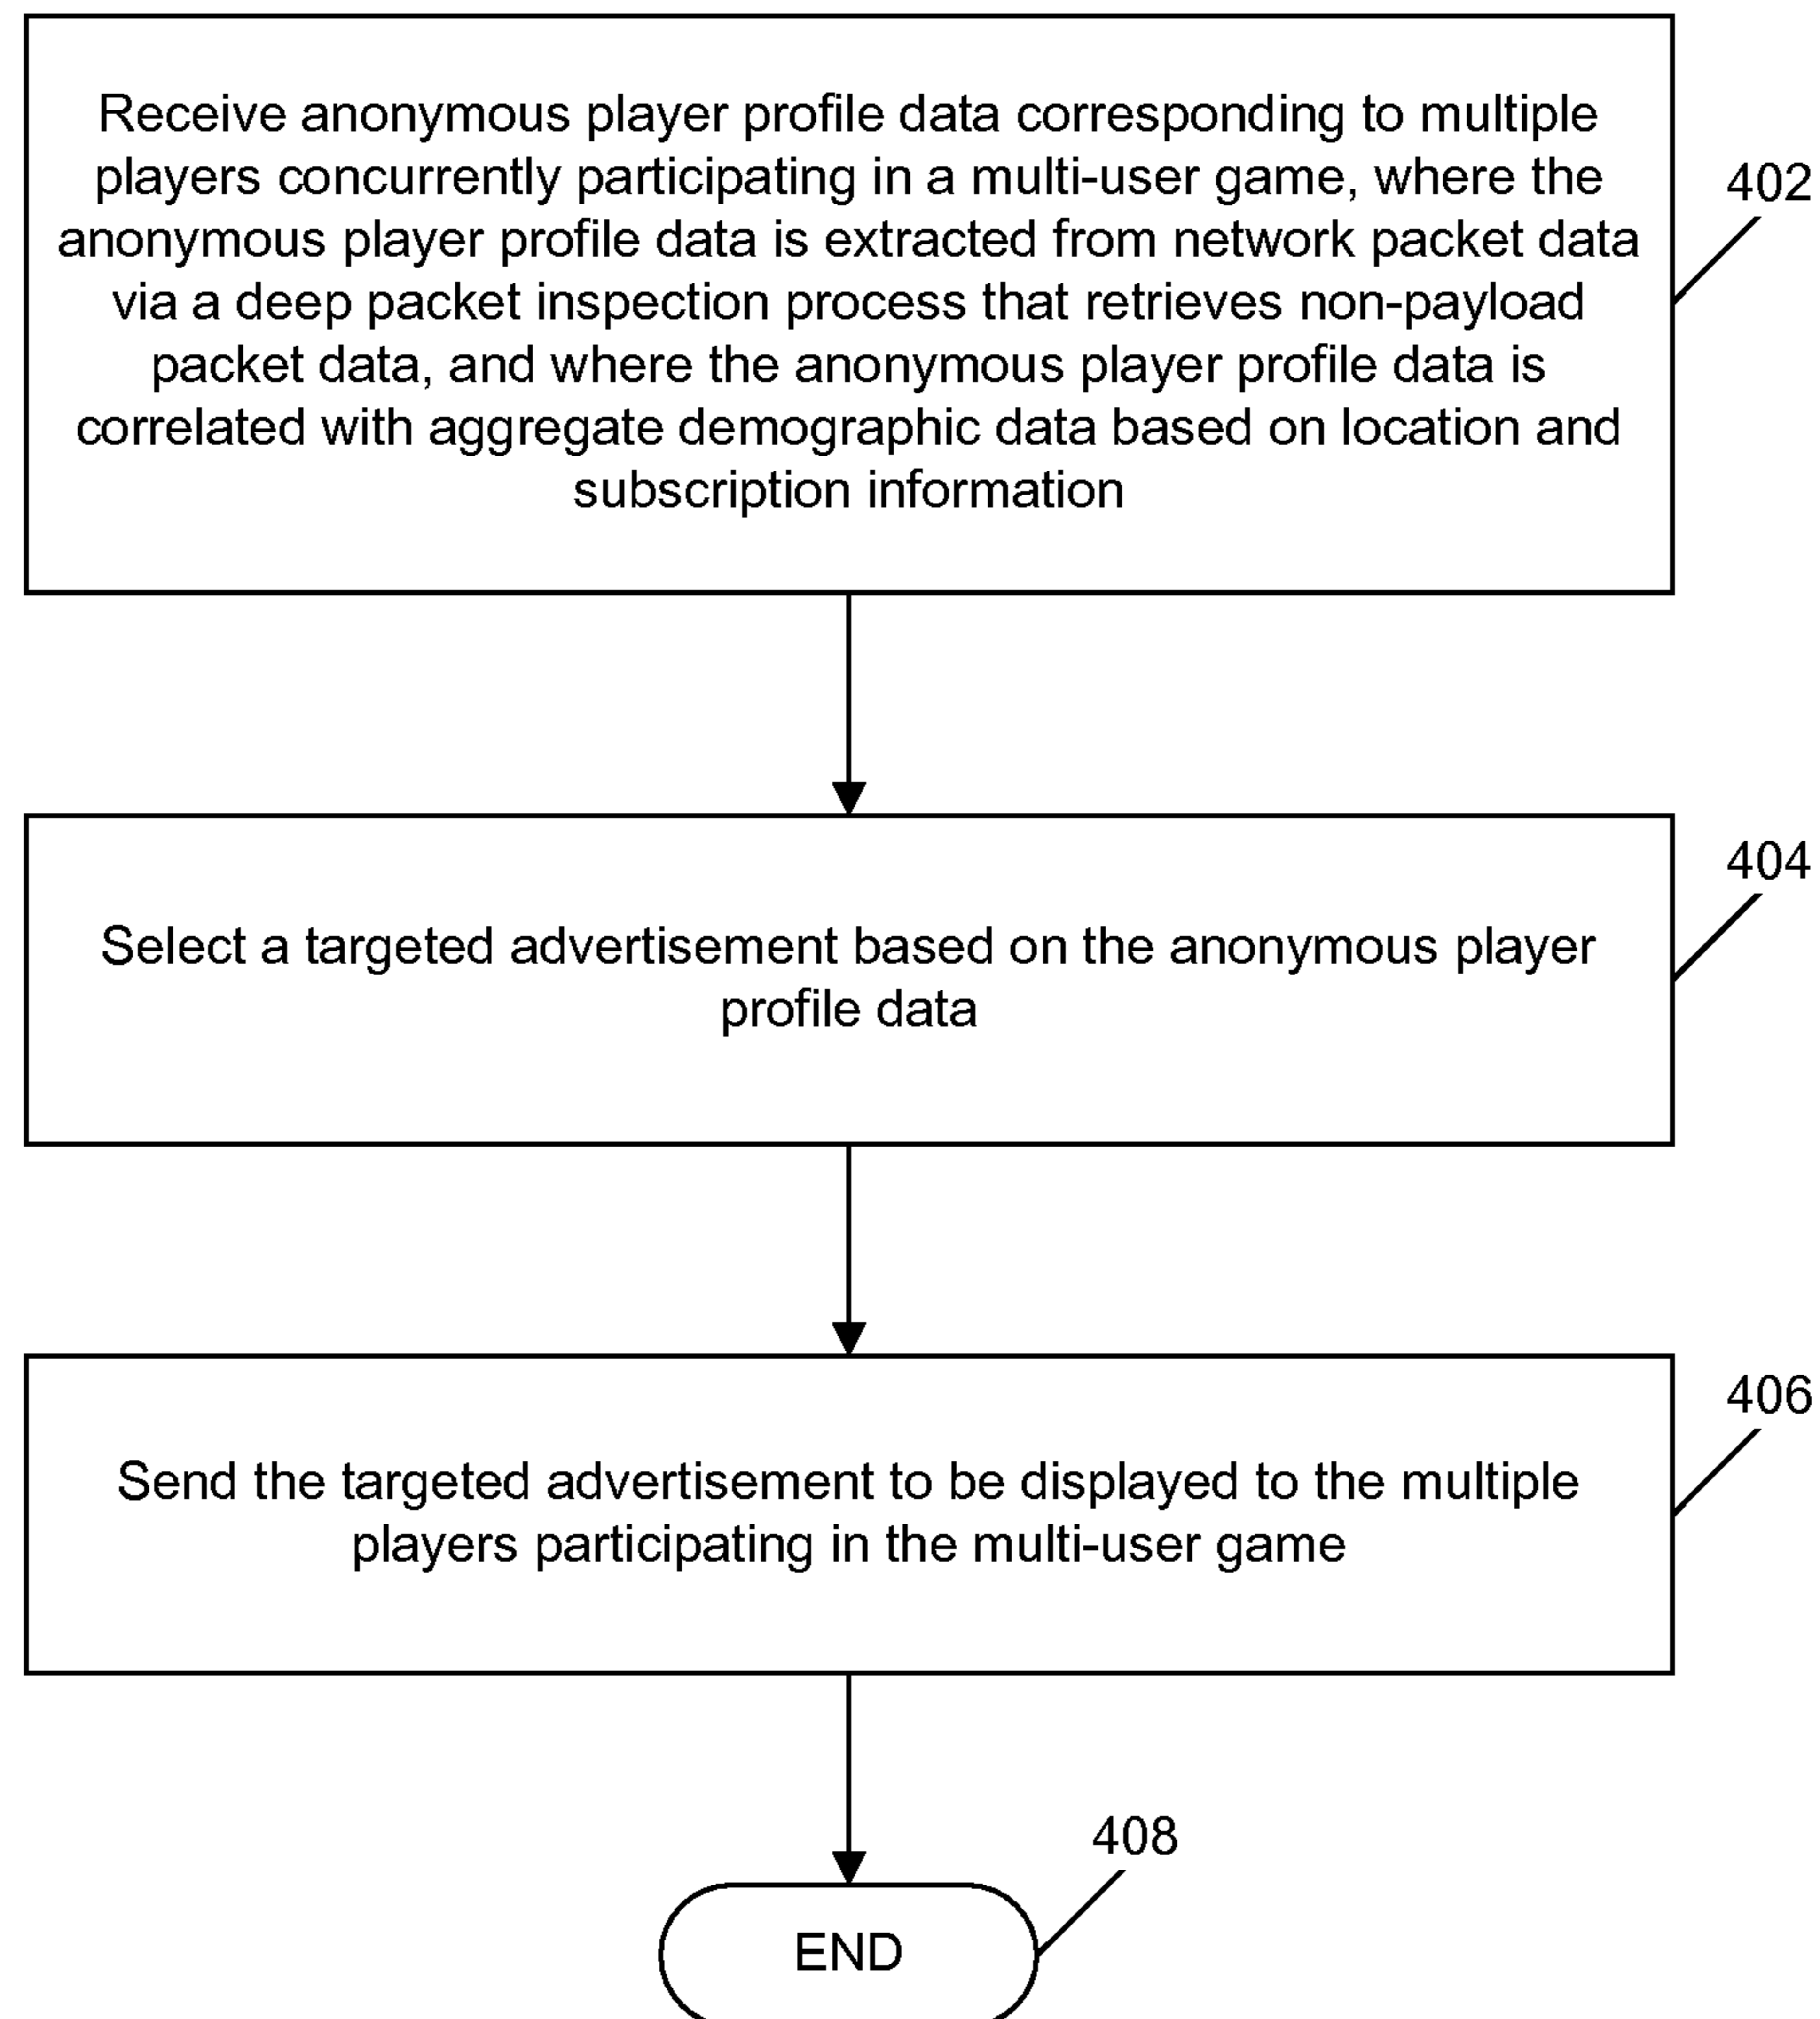 Receive anonymous player profile data corresponding to multiple
players concurrently participating in a multi-user game, where the
anonymous player profile data is extracted from network packet data
via a deep packet inspection process that retrieves non-payload
packet data, and where the anonymous player profile data is
correlated with aggregate demographic data based on location and
subscription information
402
Select a targeted advertisement based on the anonymous player
profile data
404
Send the targeted advertisement to be displayed to the multiple
players participating in the multi-user game
406
END
408